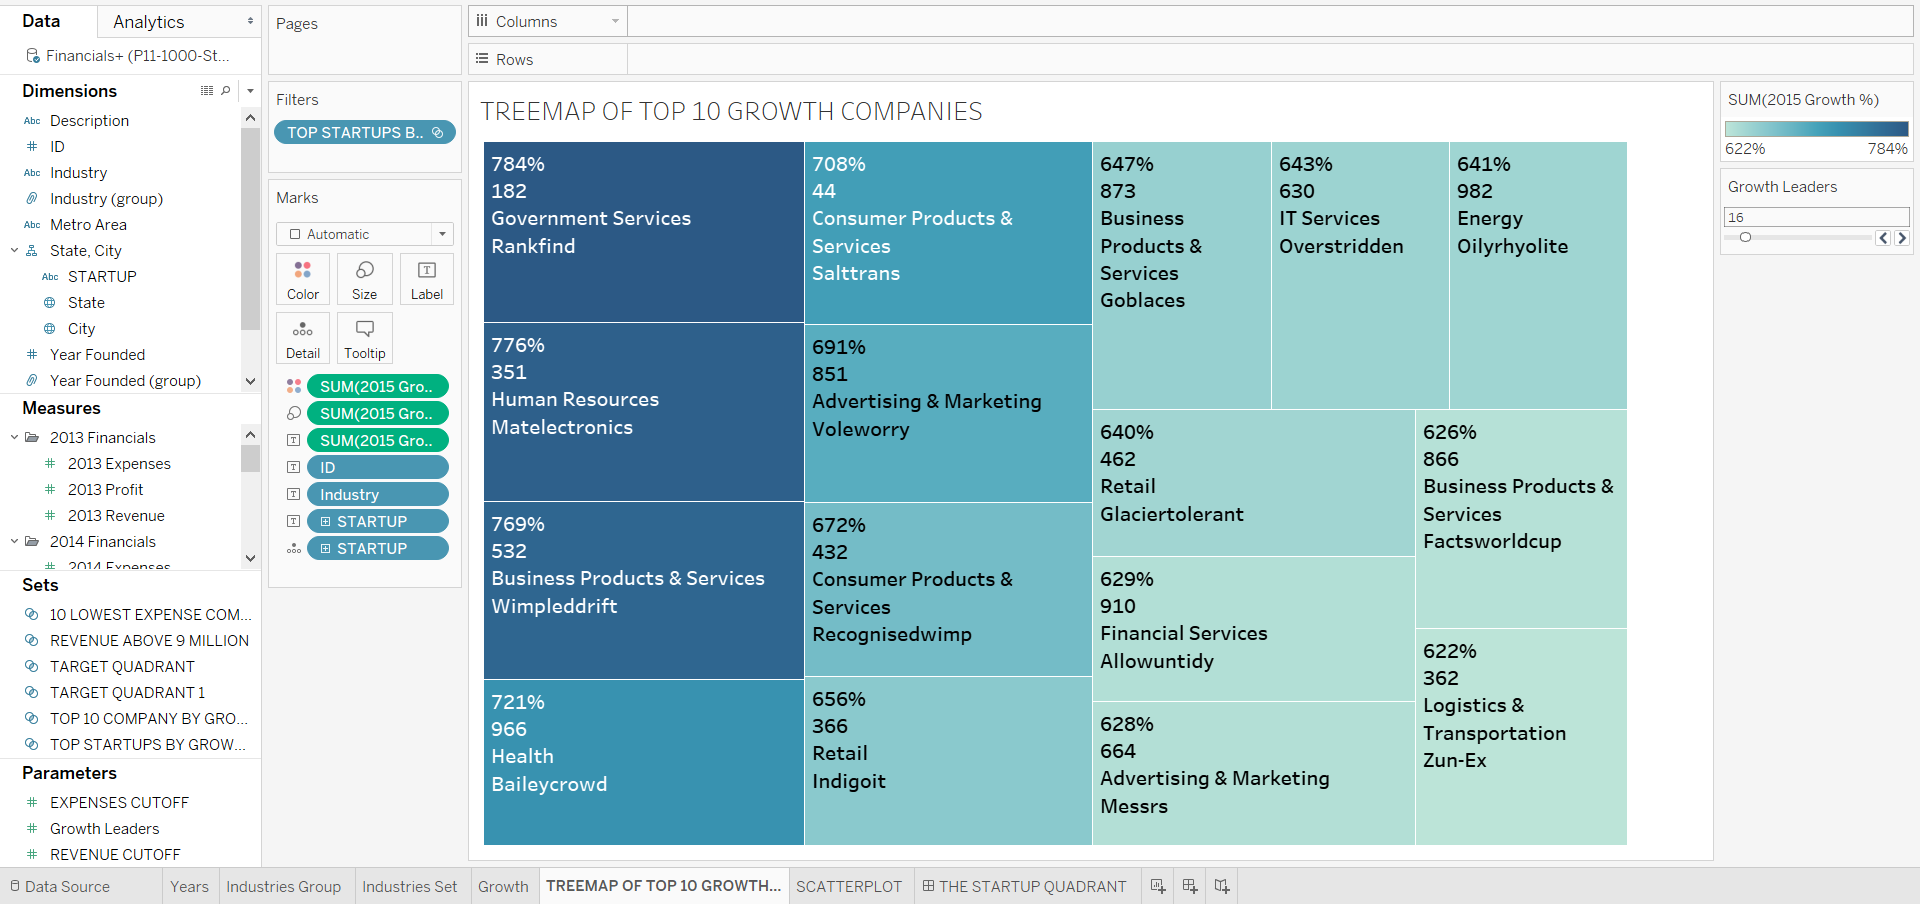 Data
Analytics
Financials+ (P11-1000-St...
Dimensions
Abc Description
# ID
Abc Industry
Industry (group)
Abc Metro Area
State, City
Abc STARTUP
State
City
# Year Founded
Year Founded (group)
Measures
2013 Financials
# 2013 Expenses
# 2013 Profit
# 2013 Revenue
2014 Financials
# 2014 Expenses
Sets
10 LOWEST EXPENSE COM...
REVENUE ABOVE 9 MILLION
TARGET QUADRANT
TARGET QUADRANT 1
TOP 10 COMPANY BY GRO...
TOP STARTUPS BY GROW...
Parameters
# EXPENSES CUTOFF
# Growth Leaders
# REVENUE CUTOFF
Pages
Filters
TOP STARTUPS B..
Marks
Automatic
Color
Size
T
Label
Detail
Tooltip
SUM(2015 Gro..
SUM(2015 Gro..
T SUM(2015 Gro..
T ID
T Industry
T STARTUP
STARTUP
Columns
Rows
TREEMAP OF TOP 10 GROWTH COMPANIES
784%
182
Government Services
Rankfind
776%
351
Human Resources
Matelectronics
769%
532
Business Products & Services
Wimpleddrift
721%
966
Health
Baileycrowd
708%
44
Consumer Products &
Services
Salttrans
691%
851
Advertising & Marketing
Voleworry
672%
432
Consumer Products &
Services
Recognisedwimp
656%
366
Retail
Indigoit
647%
873
Business
Products &
Services
Goblaces
643%
630
IT Services
Overstridden
641%
982
Energy
Oilyrhyolite
640%
462
Retail
Glaciertolerant
629%
910
Financial Services
Allowuntidy
628%
664
Advertising & Marketing
Messrs
626%
866
Business Products &
Services
Factsworldcup
622%
362
Logistics &
Transportation
Zun-Ex
SUM(2015 Growth %)
622% 784%
Growth Leaders
16
Data Source
Years
Industries Group
Industries Set
Growth
TREEMAP OF TOP 10 GROWTH...
SCATTERPLOT
THE STARTUP QUADRANT